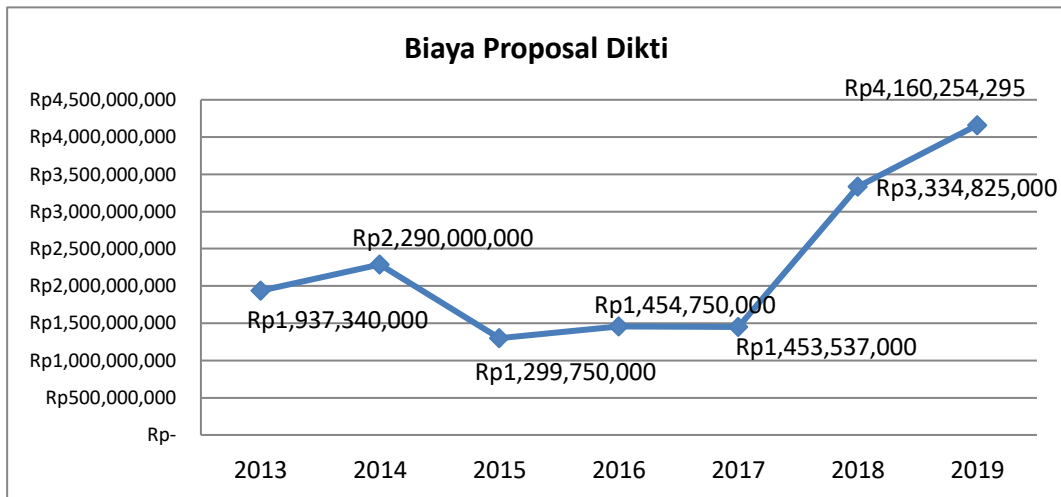 Biaya Proposal Dikti
Rp4,500,000,000
Rp4,000,000,000
Rp3,500,000,000
Rp3,000,000,000
Rp2,500,000,000
Rp2,000,000,000
Rp1,500,000,000
Rp1,000,000,000
Rp500,000,000
Rp-
Rp1,937,340,000
Rp2,290,000,000
Rp1,299,750,000
Rp1,454,750,000
Rp1,453,537,000
Rp3,334,825,000
Rp4,160,254,295
2013 2014 2015 2016 2017 2018 2019